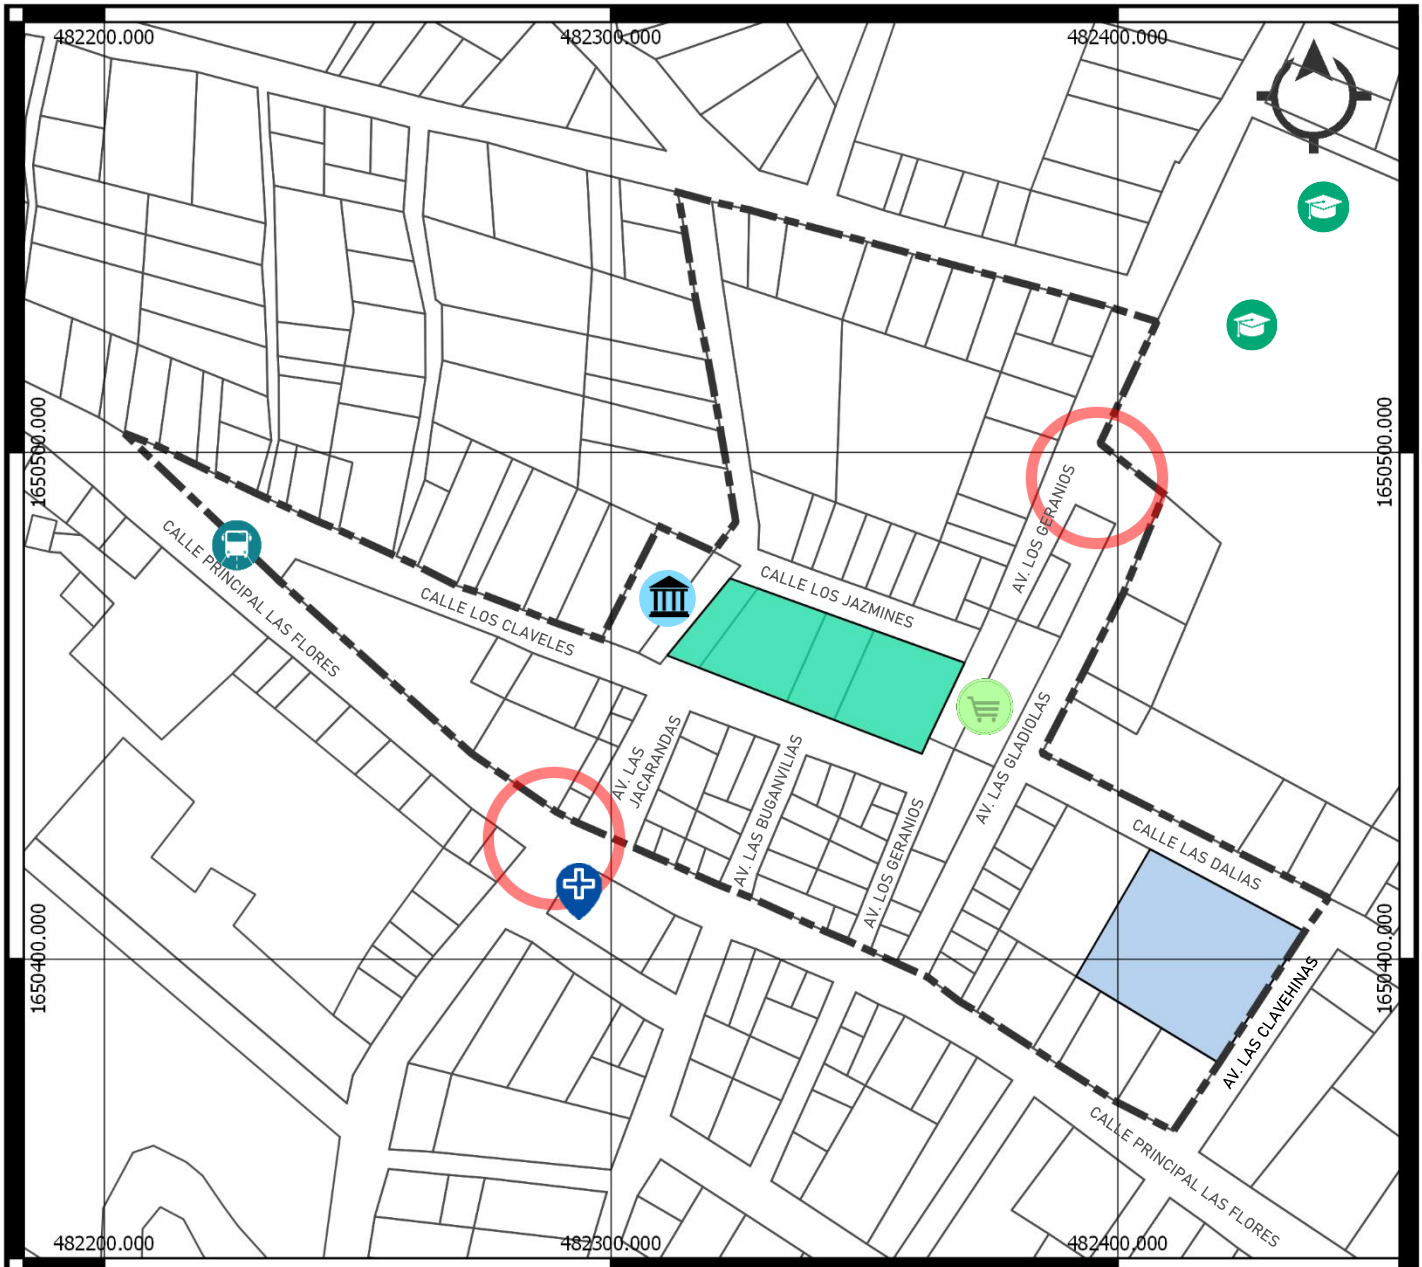 482200.000
482300.000
482400.000
1650500.000
1650500.000
AV. LOS GERANIOS
CALLE PRINCIPAL LAS FLORES
CALLE LOS CLAVELES
CALLE LOS JAZMINES
AV. LAS
JACARANDAS
AV. LAS BUGANVILIAS
AV. LOS GERANIOS
AV. LAS GLADIOLAS
CALLE LAS DALIAS
AV. LAS CLAVEHINAS
1650400.000
1650400.000
CALLE PRINCIPAL LAS FLORES
482200.000
482300.000
482400.000